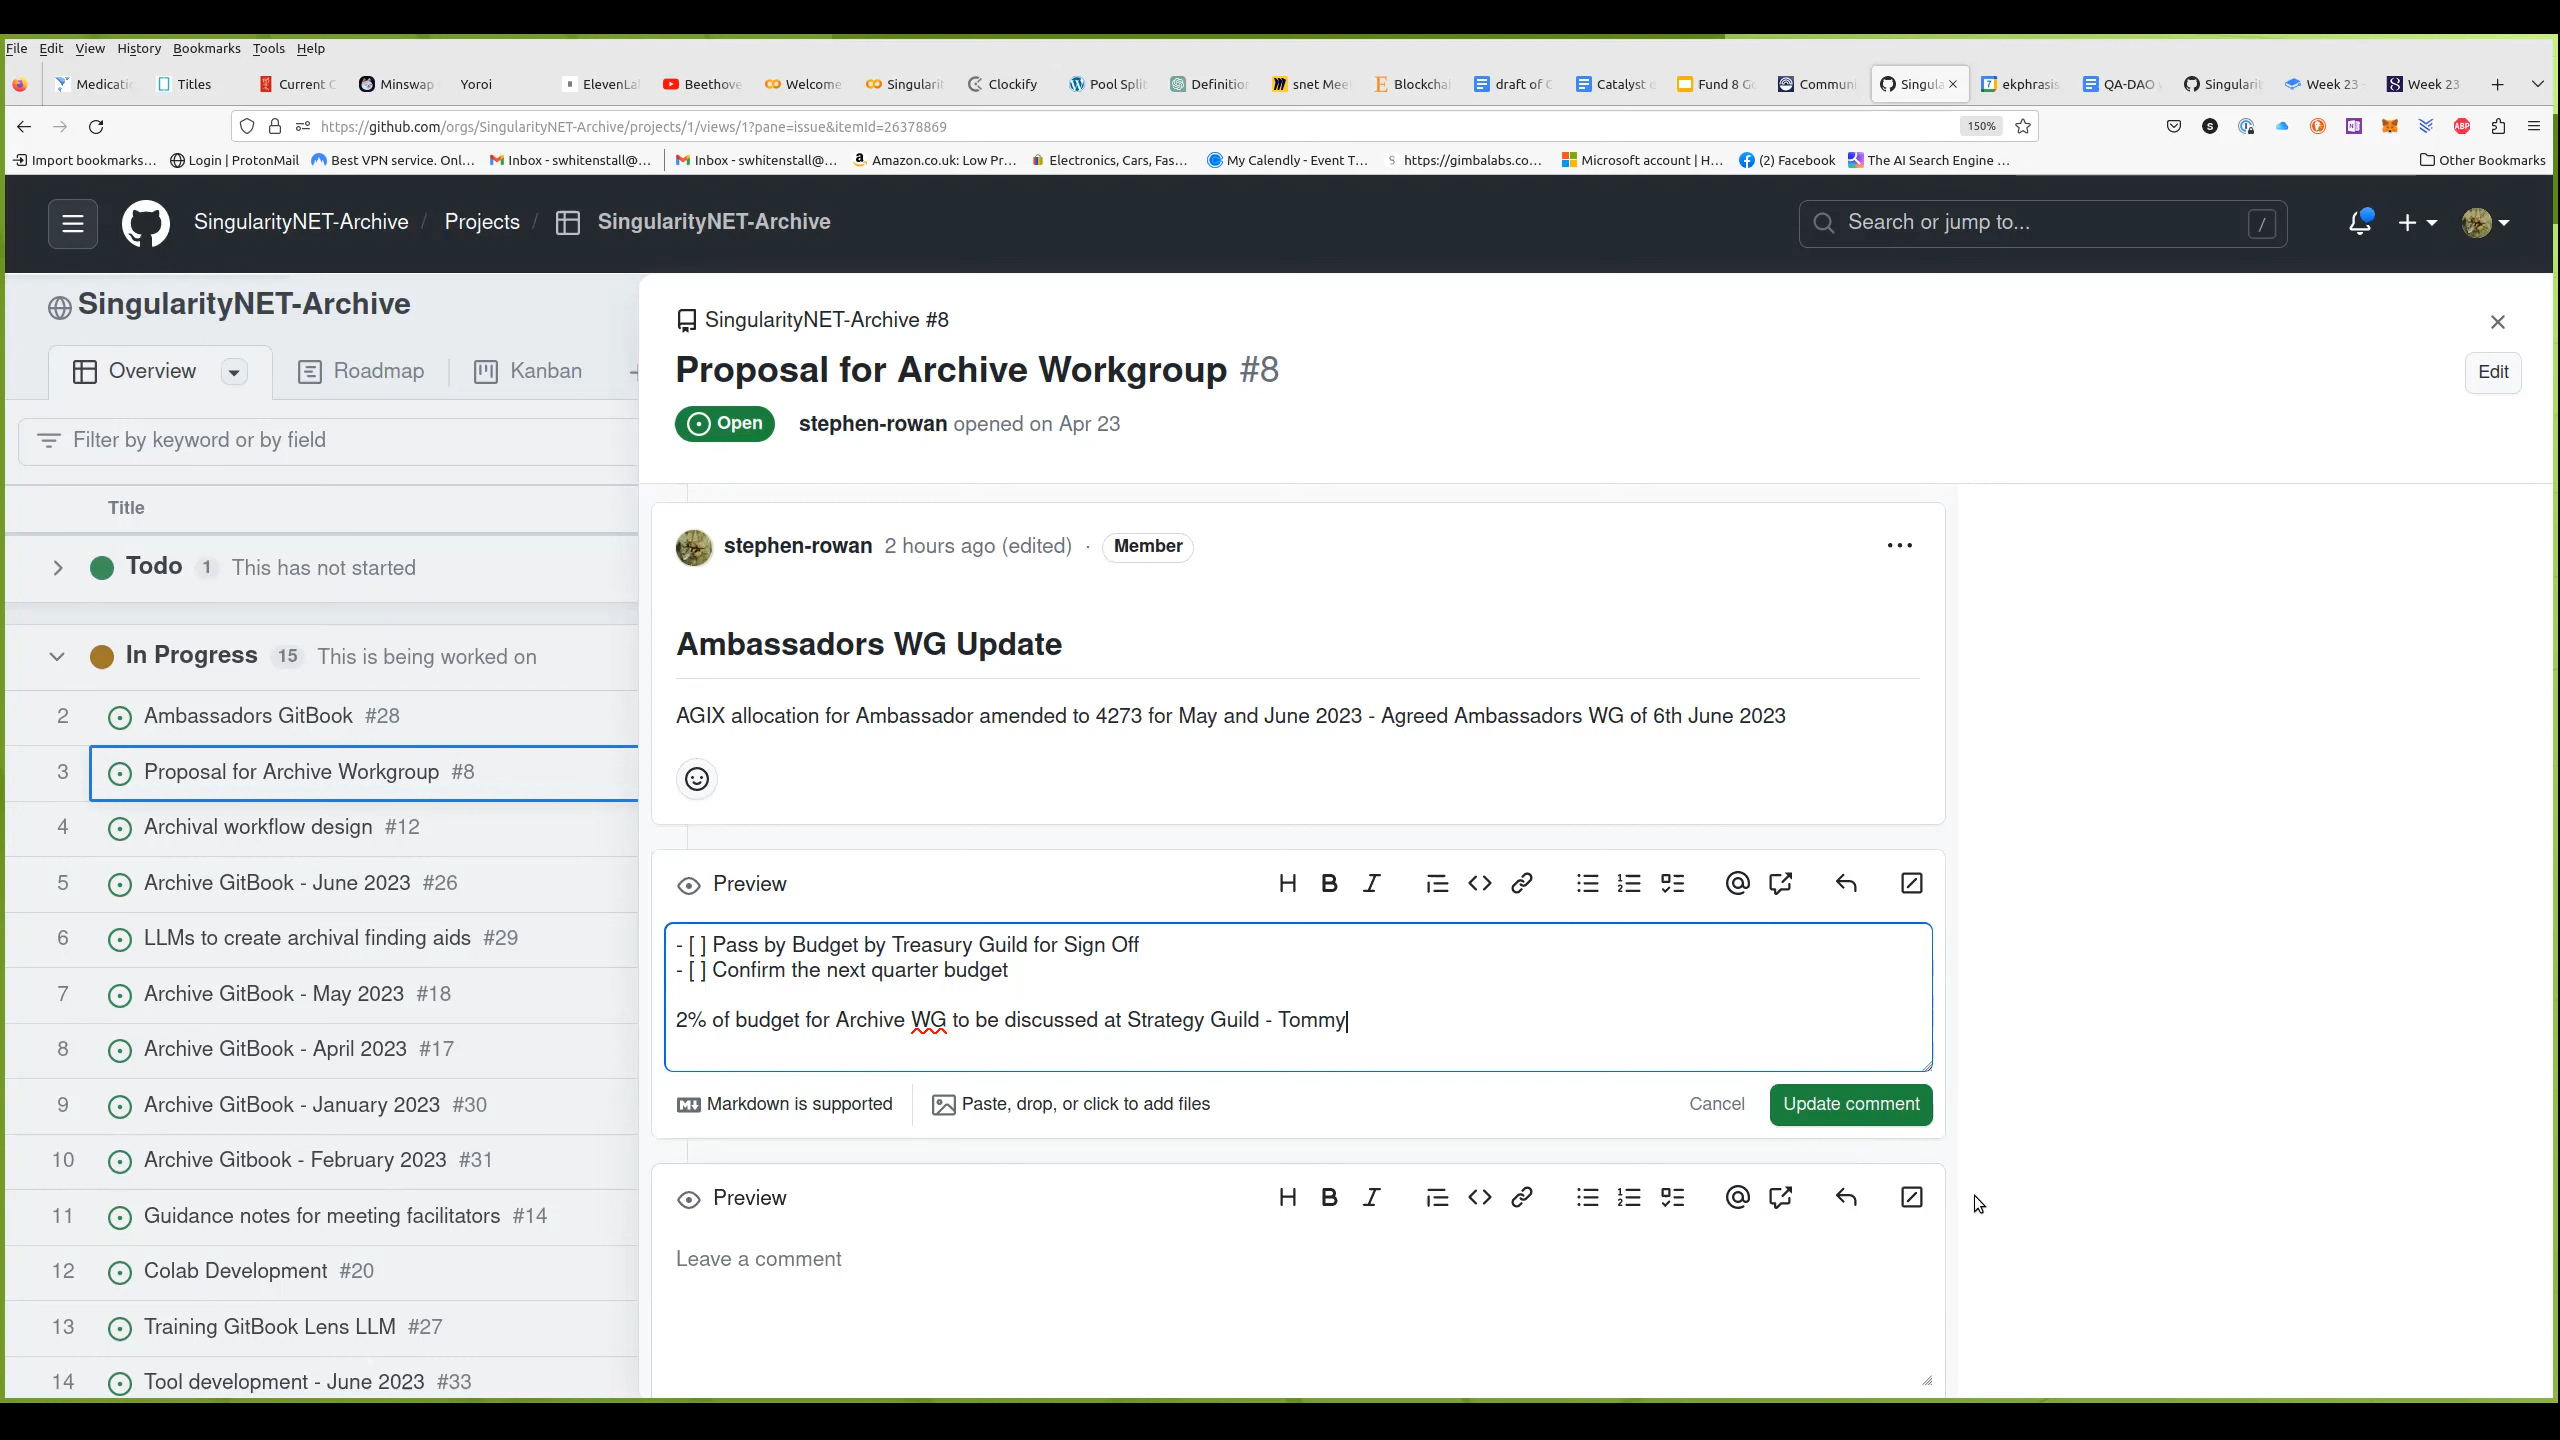 File Edit View History Bookmarks Tools Help
Medicati Titles Current C Minswap Yoroi ElevenLa Beethove Welcome Singularit Clockify Pool Split Definition snet Mee Blockchai draft of C Catalyst Fund 8 Go Communi Singula ekphrasis QA-DAO Singularit Week 23 Week 23
https://github.com/orgs/SingularityNET-Archive/projects/1/views/1?pane=issue&itemId=26378869 150%
Import bookmarks... Login | ProtonMail Best VPN service. Onl... Inbox - swhitenstall@... Inbox - swhitenstall@... Amazon.co.uk: Low Pr... Electronics, Cars, Fas... My Calendly - Event T... https://gimbalabs.co... Microsoft account | H... (2) Facebook The AI Search Engine ... Other Bookmarks
SingularityNET-Archive / Projects / SingularityNET-Archive Search or jump to... /
SingularityNET-Archive
Overview Roadmap Kanban
Filter by keyword or by field
Title
Todo 1 This has not started
In Progress 15 This is being worked on
2 Ambassadors GitBook #28
3 Proposal for Archive Workgroup #8
4 Archival workflow design #12
5 Archive GitBook - June 2023 #26
6 LLMs to create archival finding aids #29
7 Archive GitBook - May 2023 #18
8 Archive GitBook - April 2023 #17
9 Archive GitBook - January 2023 #30
10 Archive Gitbook - February 2023 #31
11 Guidance notes for meeting facilitators #14
12 Colab Development #20
13 Training GitBook Lens LLM #27
14 Tool development - June 2023 #33
SingularityNET-Archive #8
Proposal for Archive Workgroup #8
Edit
Open stephen-rowan opened on Apr 23
stephen-rowan 2 hours ago (edited) · Member
Ambassadors WG Update
AGIX allocation for Ambassador amended to 4273 for May and June 2023 - Agreed Ambassadors WG of 6th June 2023
Preview
- [ ] Pass by Budget by Treasury Guild for Sign Off
- [ ] Confirm the next quarter budget
2% of budget for Archive WG to be discussed at Strategy Guild - Tommy
Markdown is supported Paste, drop, or click to add files Cancel Update comment
Preview
Leave a comment